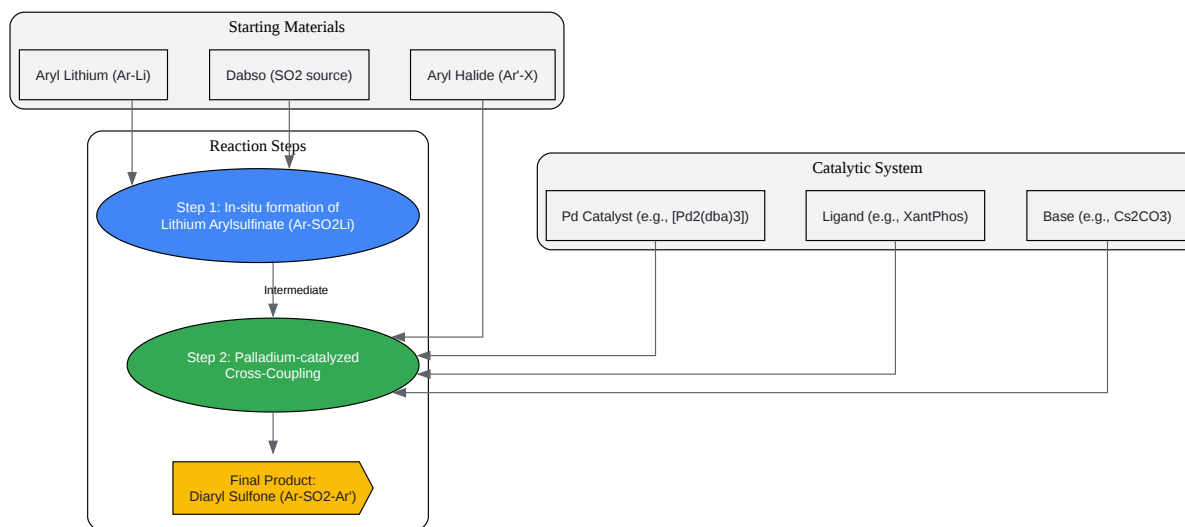 Starting Materials
Aryl Lithium (Ar-Li)
Dabso (SO2 source)
Aryl Halide (Ar'-X)
Reaction Steps
Step 1: In-situ formation of
Lithium Arylsulfinate (Ar-SO2Li)
Catalytic System
Pd Catalyst (e.g., [Pd2(dba)3])
Ligand (e.g., XantPhos)
Base (e.g., Cs2CO3)
Intermediate
Step 2: Palladium-catalyzed
Cross-Coupling
Final Product:
Diaryl Sulfone (Ar-SO2-Ar')